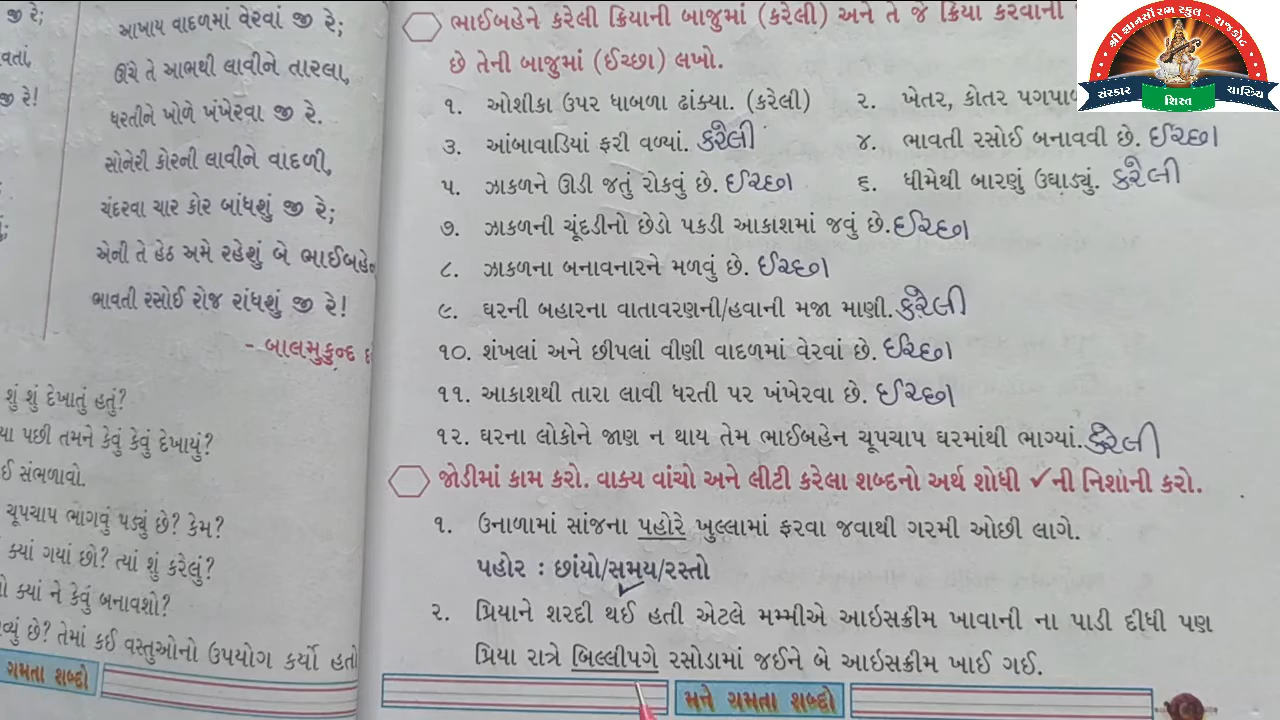 જી રે;
આખાય વાદળમાં વેરવાં જી રે;
ઊંચે તે આભથી લાવીને તારલા,
જી રે!
ધરતીને ખોળે ખંખેરવા જી રે.
સોનેરી કોરની લાવીને વાદળી,
ચંદરવા ચાર કોર બાંધશું જી રે;
એની તે હેઠ અમે રહેશું બે ભાઈબહેન
ભાવતી રસોઈ રોજ રાંધશું જી રે!
- બાલમુકુન્દ
શું શું દેખાતું હતું?
પછી તમને કેવું કેવું દેખાયું?
સંભળાવો.
ચૂપચાપ ભાગવું પડ્યું છે? કેમ?
ક્યાં ગયાં છો? ત્યાં શું કરેલું?
ક્યાં ને કેવું બનાવશો?
છે? તેમાં કઈ વસ્તુઓનો ઉપયોગ કર્યો હતો
ગમતા શબ્દો
ભાઈબહેને કરેલી ક્રિયાની બાજુમાં (કરેલી) અને તે જ ક્રિયા કરવાની
છે તેની બાજુમાં (ઈચ્છા) લખો.
૧. ઓશીકા ઉપર ધાબળા ઢાંક્યા. (કરેલી) ૨. ખેતર, કોતર
૩. આંબાવાડિયાં ફરી વળ્યાં. કરેલી ૪. ભાવતી રસોઈ બનાવવી છે. ઈચ્છા
૫. ઝાકળને ઊડી જતું રોકવું છે. ઈચ્છા ૬. ધીમેથી બારણું ઉઘાડ્યું. કરેલી
૭. ઝાકળની ચૂંદડીનો છેડો પકડી આકાશમાં જવું છે. ઈચ્છા
૮. ઝાકળના બનાવનારને મળવું છે. ઈચ્છા
૯. ઘરની બહારના વાતાવરણની/હવાની મજા માણી. કરેલી
૧૦. શંખલાં અને છીપલાં વીણી વાદળમાં વેરવાં છે. ઈચ્છા
૧૧. આકાશથી તારા લાવી ધરતી પર ખંખેરવા છે. ઈચ્છા
૧૨. ઘરના લોકોને જાણ ન થાય તેમ ભાઈબહેન ચૂપચાપ ઘરમાંથી ભાગ્યાં. કરેલી
જોડીમાં કામ કરો. વાક્ય વાંચો અને લીટી કરેલા શબ્દનો અર્થ શોધી ✓ની નિશાની કરો.
૧. ઉનાળામાં સાંજના પહોરે ખુલ્લામાં ફરવા જવાથી ગરમી ઓછી લાગે.
પહોર : છાંયો/સમય/રસ્તો
✓
૨. પ્રિયાને શરદી થઈ હતી એટલે મમ્મીએ આઇસક્રીમ ખાવાની ના પાડી દીધી પણ
પ્રિયા રાત્રે બિલ્લીપગે રસોડામાં જઈને બે આઇસક્રીમ ખાઈ ગઈ.
મને ગમતા શબ્દો
શ્રી જ્ઞાનસૌરભ સ્કુલ - રાજકોટ
સંસ્કાર
શિસ્ત
ચારિત્ર્ય